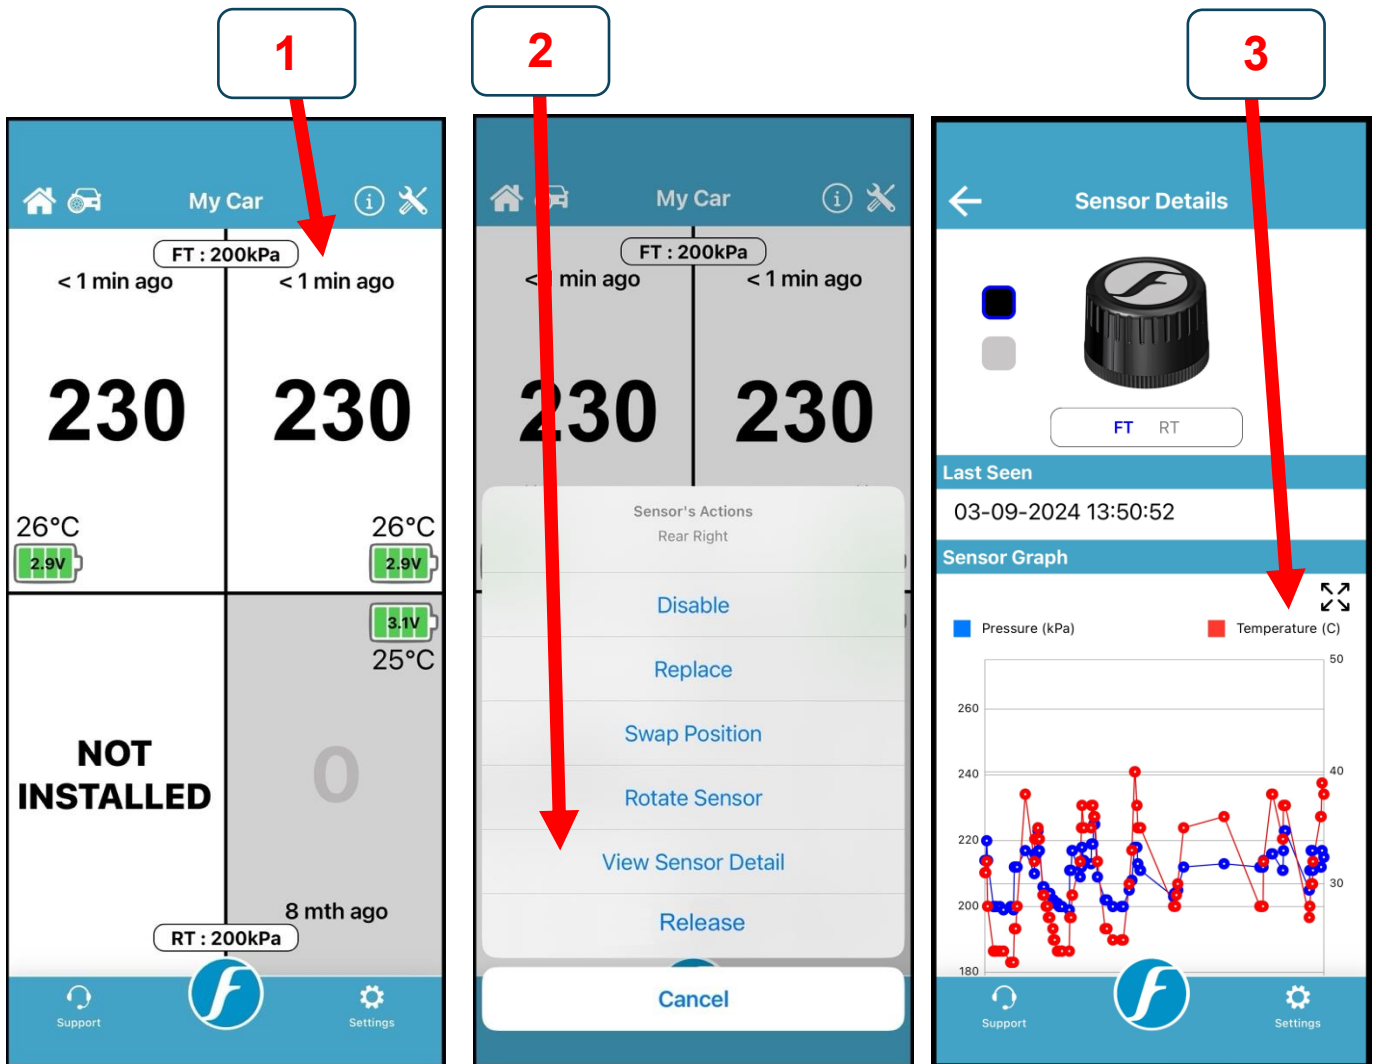 1
2
3
My Car
FT : 200kPa
< 1 min ago
< 1 min ago
230
230
26°C
26°C
2.9V
2.9V
3.1V
25°C
NOT
INSTALLED
0
8 mth ago
RT : 200kPa
Support
Settings
My Car
FT : 200kPa
< 1 min ago
< 1 min ago
230
230
Sensor's Actions
Rear Right
Disable
Replace
Swap Position
Rotate Sensor
View Sensor Detail
Release
Cancel
Sensor Details
FT RT
Last Seen
03-09-2024 13:50:52
Sensor Graph
Pressure (kPa)
Temperature (C)
50
260
240
40
220
30
200
180
Support
Settings